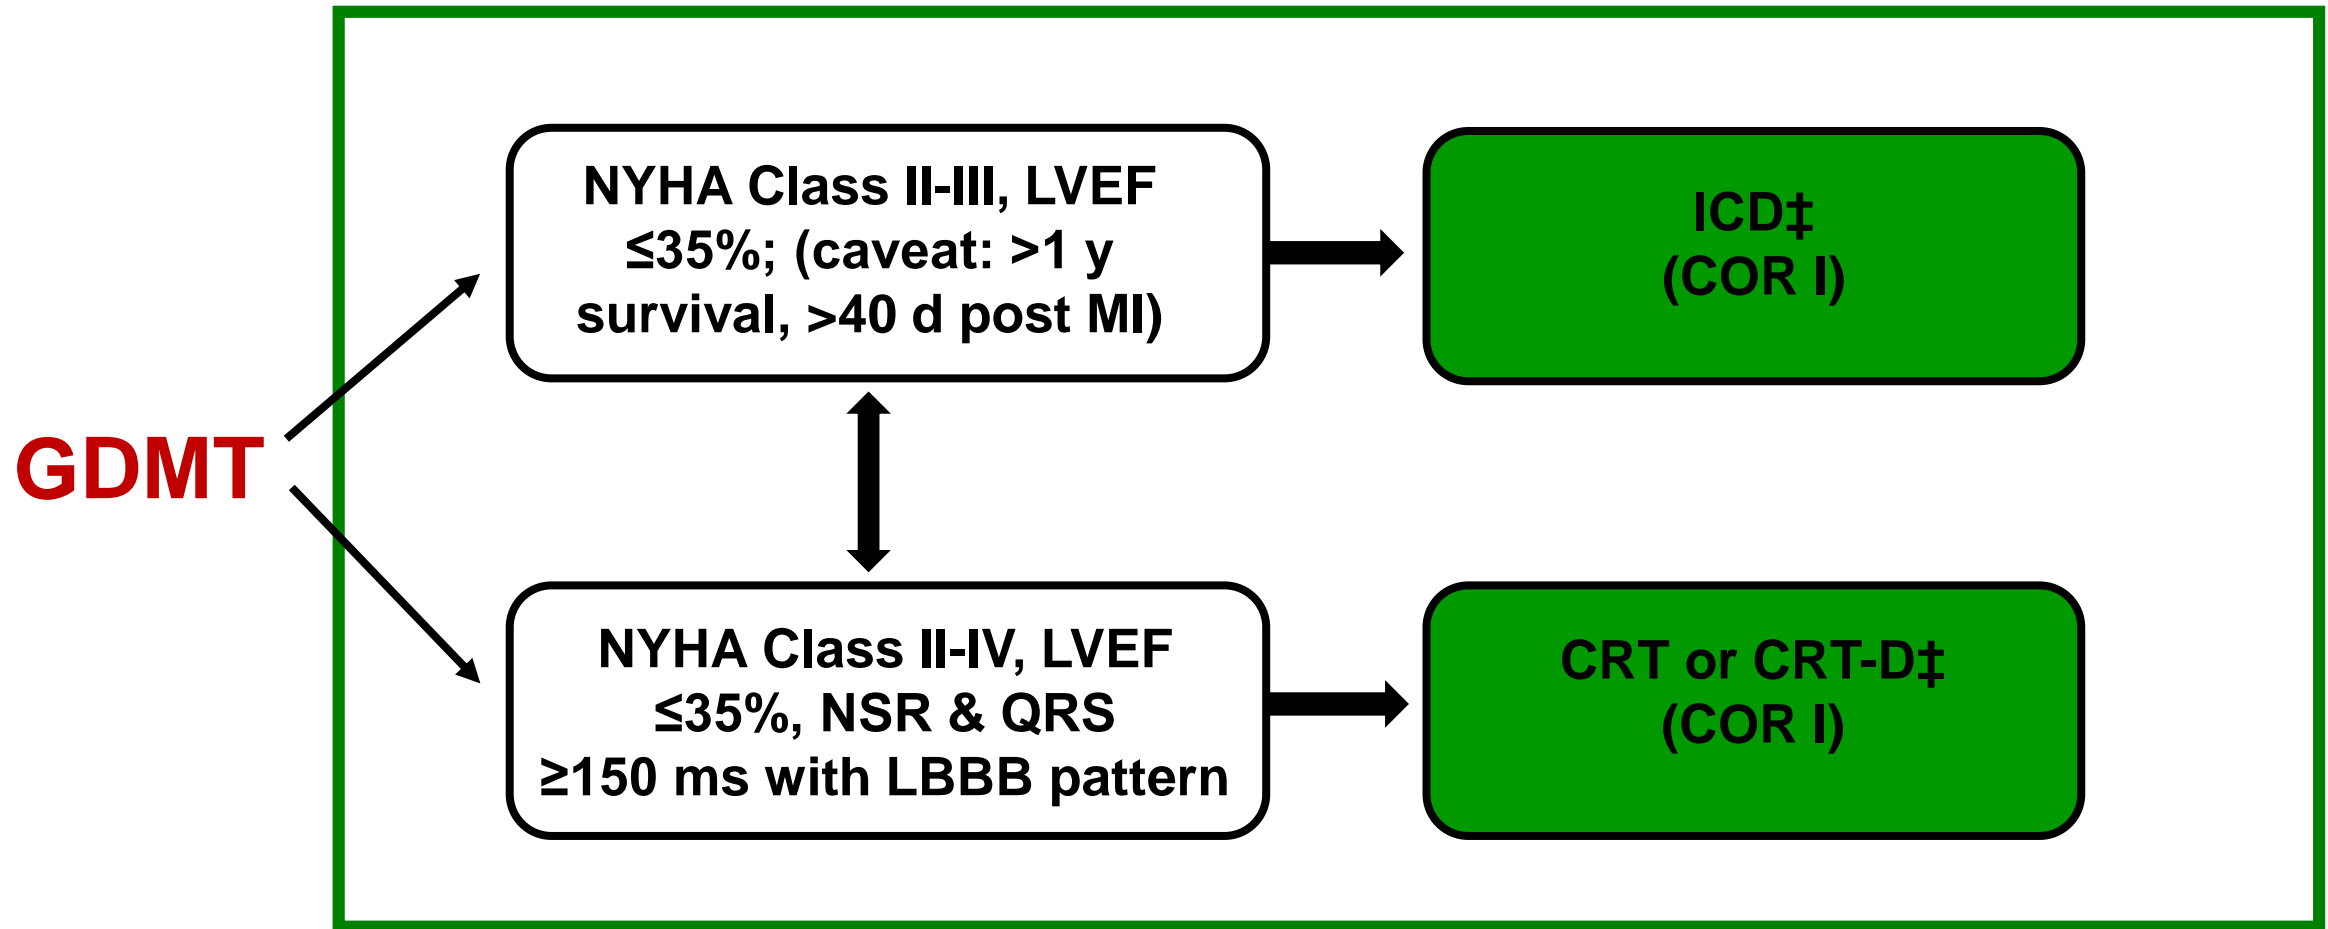 GDMT
NYHA Class II-III, LVEF
≤35%; (caveat: >1 y
survival, >40 d post MI)
ICD‡
(COR I)
NYHA Class II-IV, LVEF
≤35%, NSR & QRS
≥150 ms with LBBB pattern
CRT or CRT-D‡
(COR I)